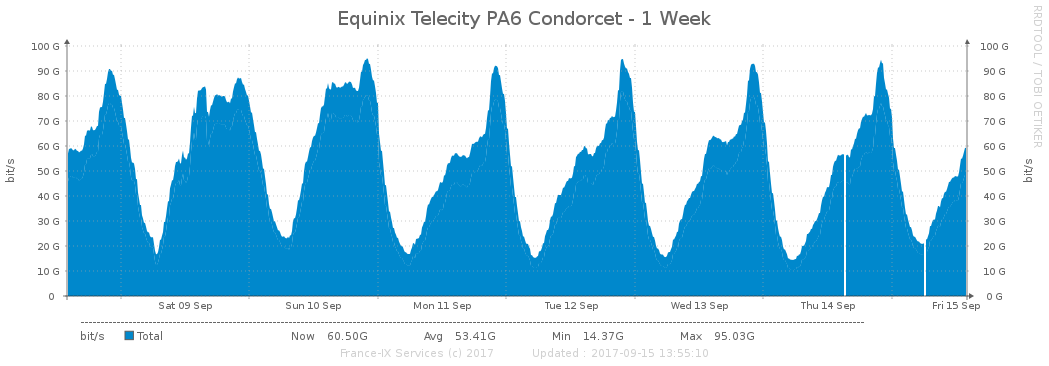 Equinix Telecity PA6 Condorcet - 1 Week
RRDTOOL / TOBI OETIKER
bit/s
100 G
90 G
80 G
70 G
60 G
50 G
40 G
30 G
20 G
10 G
0
100 G
90 G
80 G
70 G
60 G
50 G
40 G
30 G
20 G
10 G
0 G
bit/s
Sat 09 Sep Sun 10 Sep Mon 11 Sep Tue 12 Sep Wed 13 Sep Thu 14 Sep Fri 15 Sep
bit/s Total Now 60.50G Avg 53.41G Min 14.37G Max 95.03G
France-IX Services (c) 2017 Updated : 2017-09-15 13:55:10